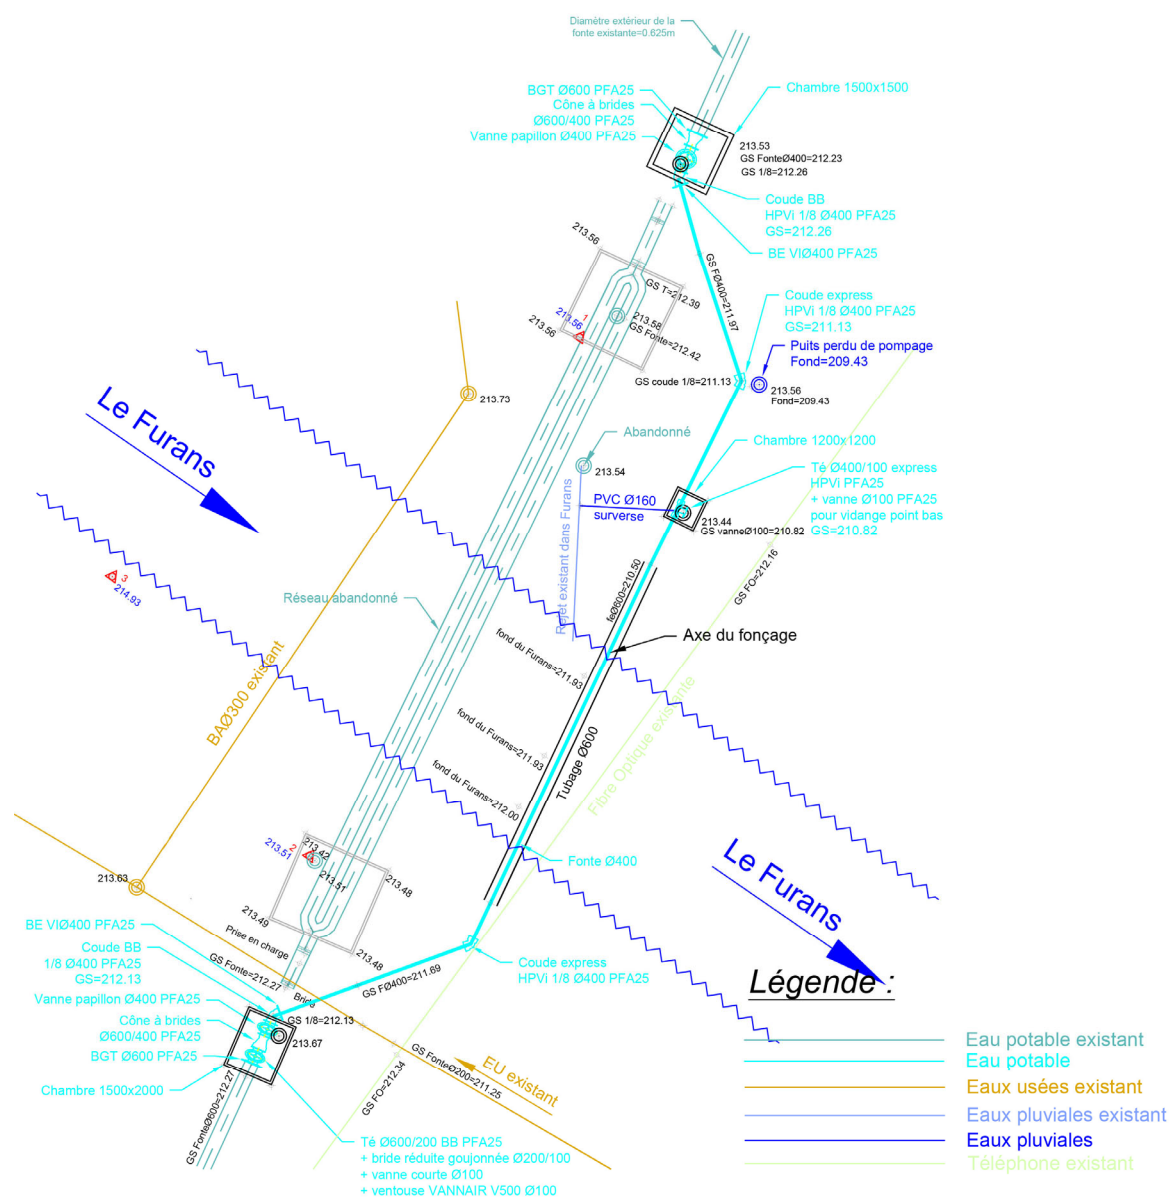 Diamètre extérieur de la
fonte existante=0.625m
BGT Ø600 PFA25
Cône à brides
Ø600/400 PFA25
Vanne papillon Ø400 PFA25
Chambre 1500x1500
213.53
GS FonteØ400=212.23
GS 1/8=212.26
Coude BB
HPVi 1/8 Ø400 PFA25
GS=212.26
BE VIØ400 PFA25
213.56
GS T=212.39
GS FØ400=211.97
Coude express
HPVi 1/8 Ø400 PFA25
GS=211.13
213.56
1
213.56
213.58
GS Fonte=212.42
Puits perdu de pompage
Fond=209.43
GS coude 1/8=211.13
213.56
Fond=209.43
213.73
Le Furans
Abandonné
213.54
Chambre 1200x1200
Té Ø400/100 express
HPVi PFA25
+ vanne Ø100 PFA25
pour vidange point bas
GS=210.82
PVC Ø160
surverse
Rejet existant dans Furans
213.44
GS vanneØ100=210.82
GS FO=212.16
3
214.93
Réseau abandonné
feØ600=210.50
Axe du fonçage
fond du Furans=211.93
BAØ300 existant
fond du Furans=211.93
Fibre Optique existante
Tubage Ø600
fond du Furans=212.00
213.42
2
213.51
213.51
Fonte Ø400
Le Furans
213.63
213.48
213.49
Prise en charge
213.48
BE VIØ400 PFA25
Coude BB
1/8 Ø400 PFA25
GS=212.13
GS Fonte=212.27
Bride
GS FØ400=211.69
Coude express
HPVi 1/8 Ø400 PFA25
Vanne papillon Ø400 PFA25
Cône à brides
Ø600/400 PFA25
BGT Ø600 PFA25
Chambre 1500x2000
GS 1/8=212.13
213.67
GS FonteØ600=212.27
GS FO=212.34
GS FonteØ200=211.25
EU existant
Té Ø600/200 BB PFA25
+ bride réduite goujonnée Ø200/100
+ vanne courte Ø100
+ ventouse VANNAIR V500 Ø100
Légende :
Eau potable existant
Eau potable
Eaux usées existant
Eaux pluviales existant
Eaux pluviales
Téléphone existant